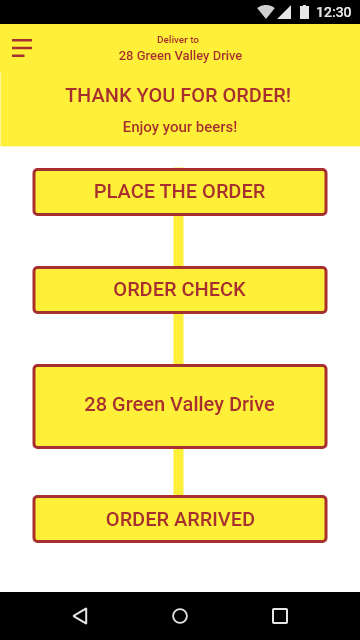 12:30
Deliver to
28 Green Valley Drive
THANK YOU FOR ORDER!
Enjoy your beers!
PLACE THE ORDER
ORDER CHECK
28 Green Valley Drive
ORDER ARRIVED